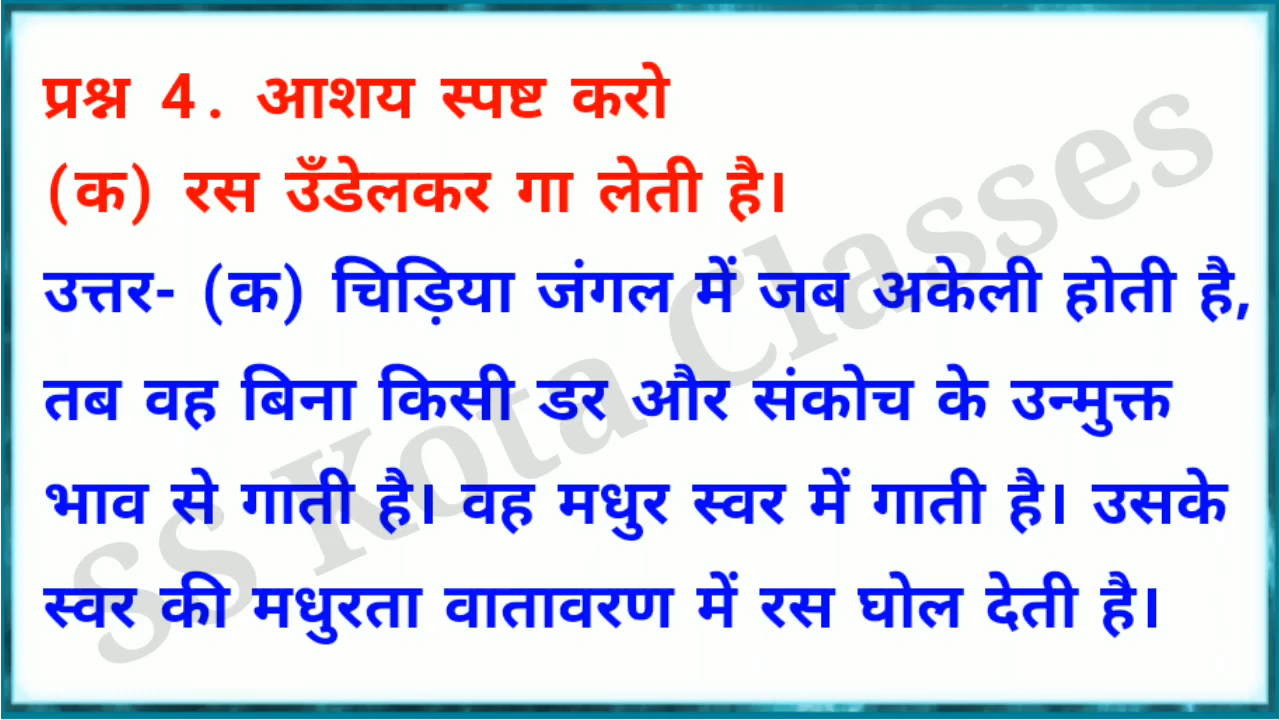 प्रश्न 4. आशय स्पष्ट करो
(क) रस उँडेलकर गा लेती है।
उत्तर- (क) चिड़िया जंगल में जब अकेली होती है,
तब वह बिना किसी डर और संकोच के उन्मुक्त
भाव से गाती है। वह मधुर स्वर में गाती है। उसके
स्वर की मधुरता वातावरण में रस घोल देती है।
SS Kota Classes